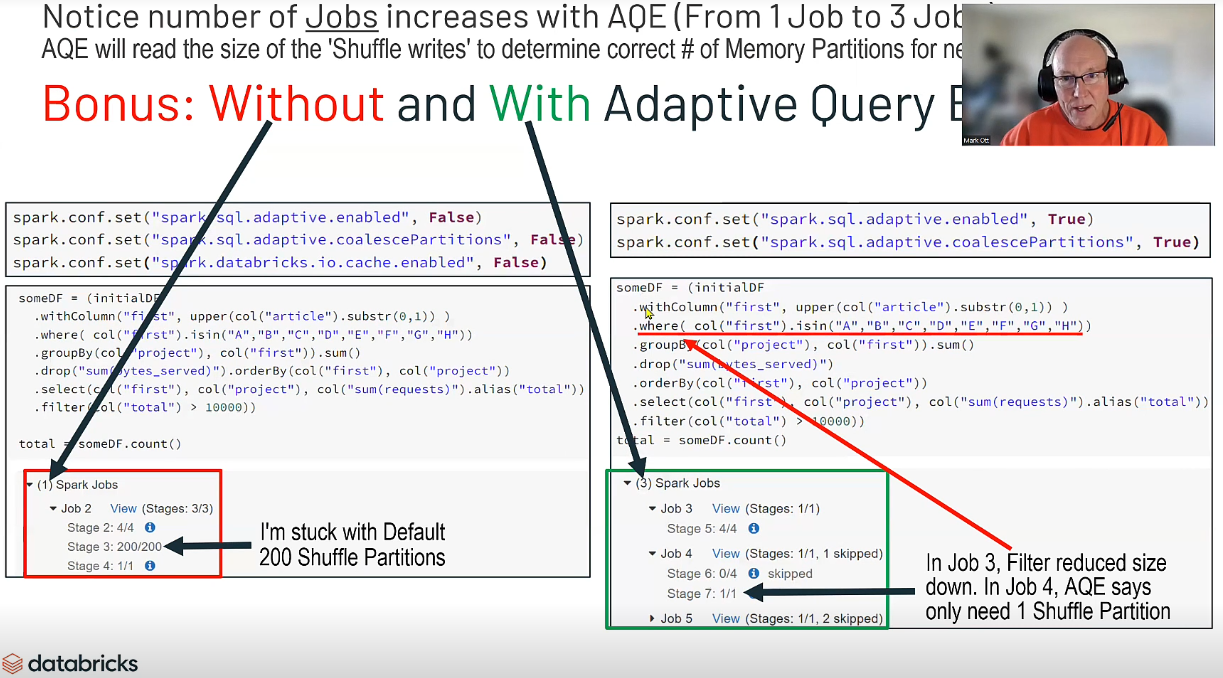 Notice number of Jobs increases with AQE (From 1 Job to 3 Job
AQE will read the size of the 'Shuffle writes' to determine correct # of Memory Partitions for
Bonus: Without and With Adaptive Query
Mark Ott
spark.conf.set("spark.sql.adaptive.enabled", False)
spark.conf.set("spark.sql.adaptive.coalescePartitions", False)
spark.conf.set("spark.databricks.io.cache.enabled", False)
someDF = (initialDF
.withColumn("first", upper(col("article").substr(0,1)) )
.where( col("first").isin("A","B","C","D","E","F","G","H"))
.groupBy(col("project"), col("first")).sum()
.drop("sum(bytes_served)").orderBy(col("first"), col("project"))
.select(col("first"), col("project"), col("sum(requests)").alias("total"))
.filter(col("total") > 10000))
total = someDF.count()
(1) Spark Jobs
Job 2 View (Stages: 3/3)
Stage 2: 4/4
Stage 3: 200/200
Stage 4: 1/1
I'm stuck with Default
200 Shuffle Partitions
spark.conf.set("spark.sql.adaptive.enabled", True)
spark.conf.set("spark.sql.adaptive.coalescePartitions", True)
someDF = (initialDF
.withColumn("first", upper(col("article").substr(0,1)) )
.where( col("first").isin("A","B","C","D","E","F","G","H"))
.groupBy(col("project"), col("first")).sum()
.drop("sum(bytes_served)")
.orderBy(col("first"), col("project"))
.select(col("first"), col("project"), col("sum(requests)").alias("total"))
.filter(col("total") > 10000))
total = someDF.count()
(3) Spark Jobs
Job 3 View (Stages: 1/1)
Stage 5: 4/4
Job 4 View (Stages: 1/1, 1 skipped)
Stage 6: 0/4 skipped
Stage 7: 1/1
Job 5 View (Stages: 1/1, 2 skipped)
In Job 3, Filter reduced size
down. In Job 4, AQE says
only need 1 Shuffle Partition
databricks